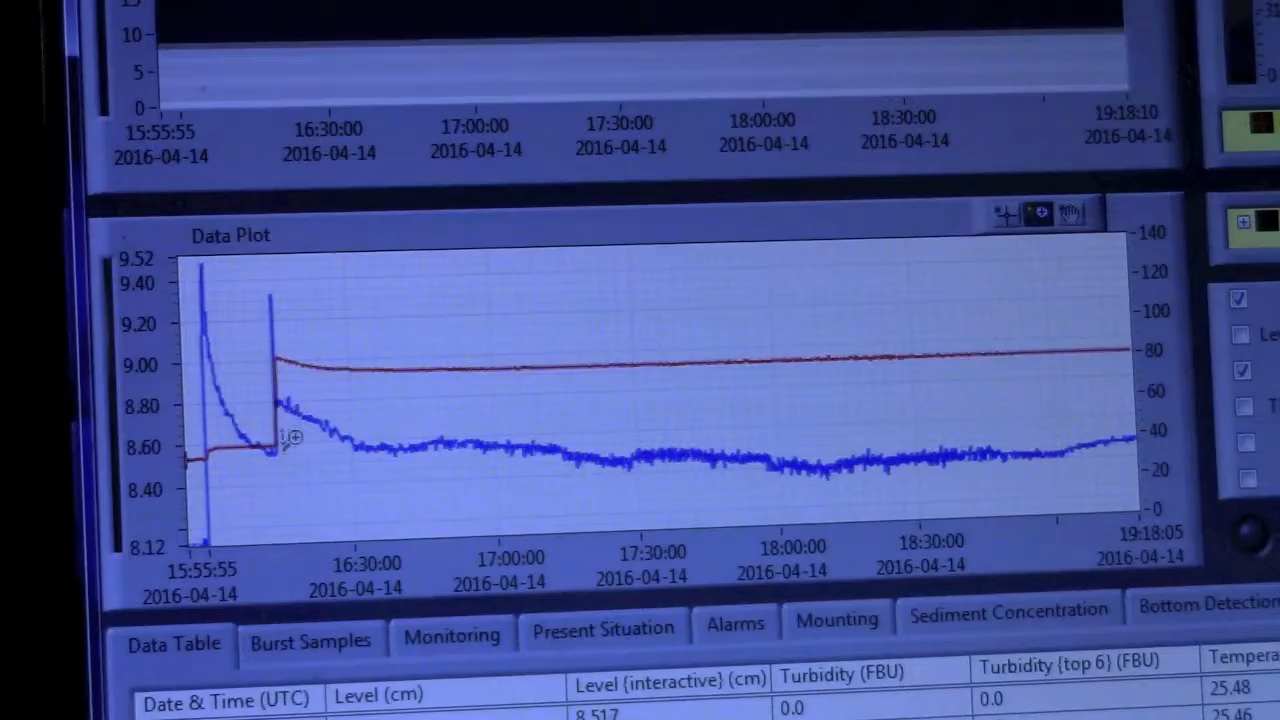 15
10
5
0
15:55:55 16:30:00 17:00:00 17:30:00 18:00:00 18:30:00 19:18:10
2016-04-14 2016-04-14 2016-04-14 2016-04-14 2016-04-14 2016-04-14 2016-04-14
Data Plot
9.52
9.40
9.20
9.00
8.80
8.60
8.40
8.12
140
120
100
80
60
40
20
0
15:55:55 16:30:00 17:00:00 17:30:00 18:00:00 18:30:00 19:18:05
2016-04-14 2016-04-14 2016-04-14 2016-04-14 2016-04-14 2016-04-14 2016-04-14
Data Table Burst Samples Monitoring Present Situation Alarms Mounting Sediment Concentration Bottom Detection
Date & Time (UTC) Level (cm) Level {interactive} (cm) Turbidity (FBU) Turbidity {top 6} (FBU) Tempera
8.517 0.0 0.0 25.48
25.46